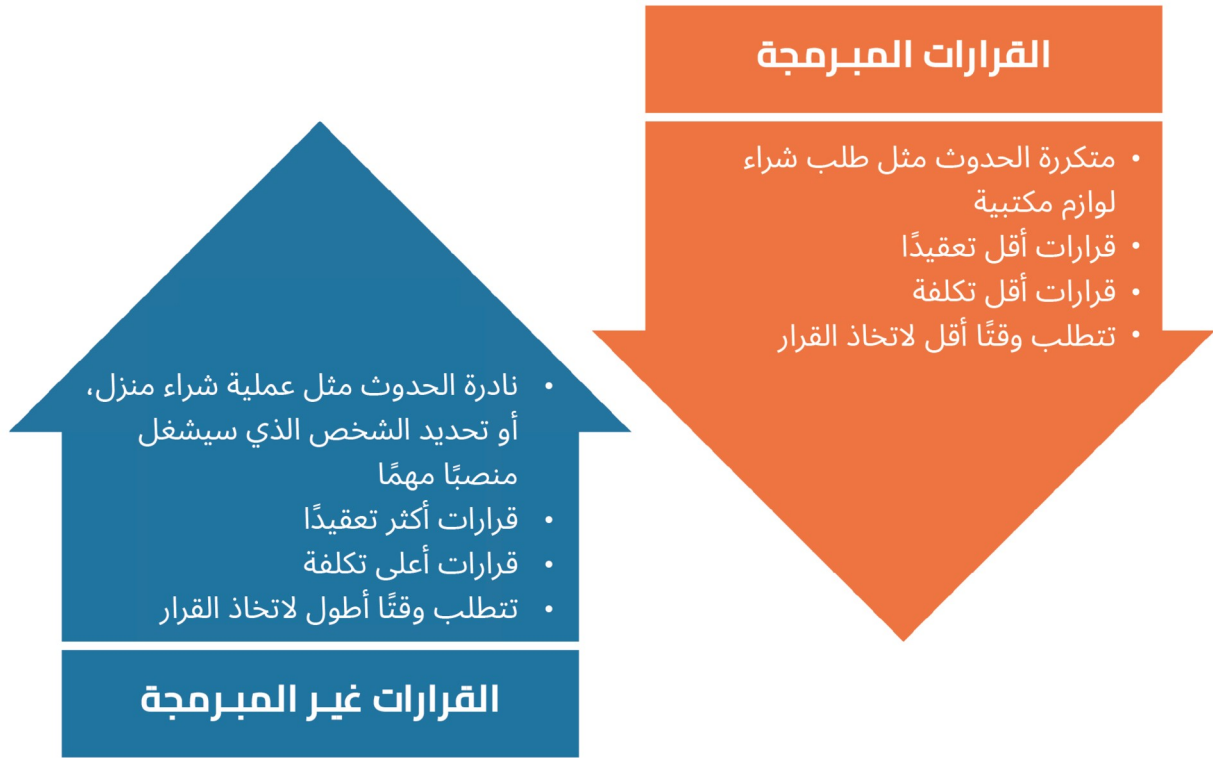 القرارات المبـرمجة
• متكررة الحدوث مثل طلب شراء
لوازم مكتبية
• قرارات أقل تعقيدًا
• قرارات أقل تكلفة
• تتطلب وقتًا أقل لاتخاذ القرار
• نادرة الحدوث مثل عملية شراء منزل،
أو تحديد الشخص الذي سيشغل
منصبًا مهمًا
• قرارات أكثر تعقيدًا
• قرارات أعلى تكلفة
• تتطلب وقتًا أطول لاتخاذ القرار
القرارات غيـر المبـرمجة